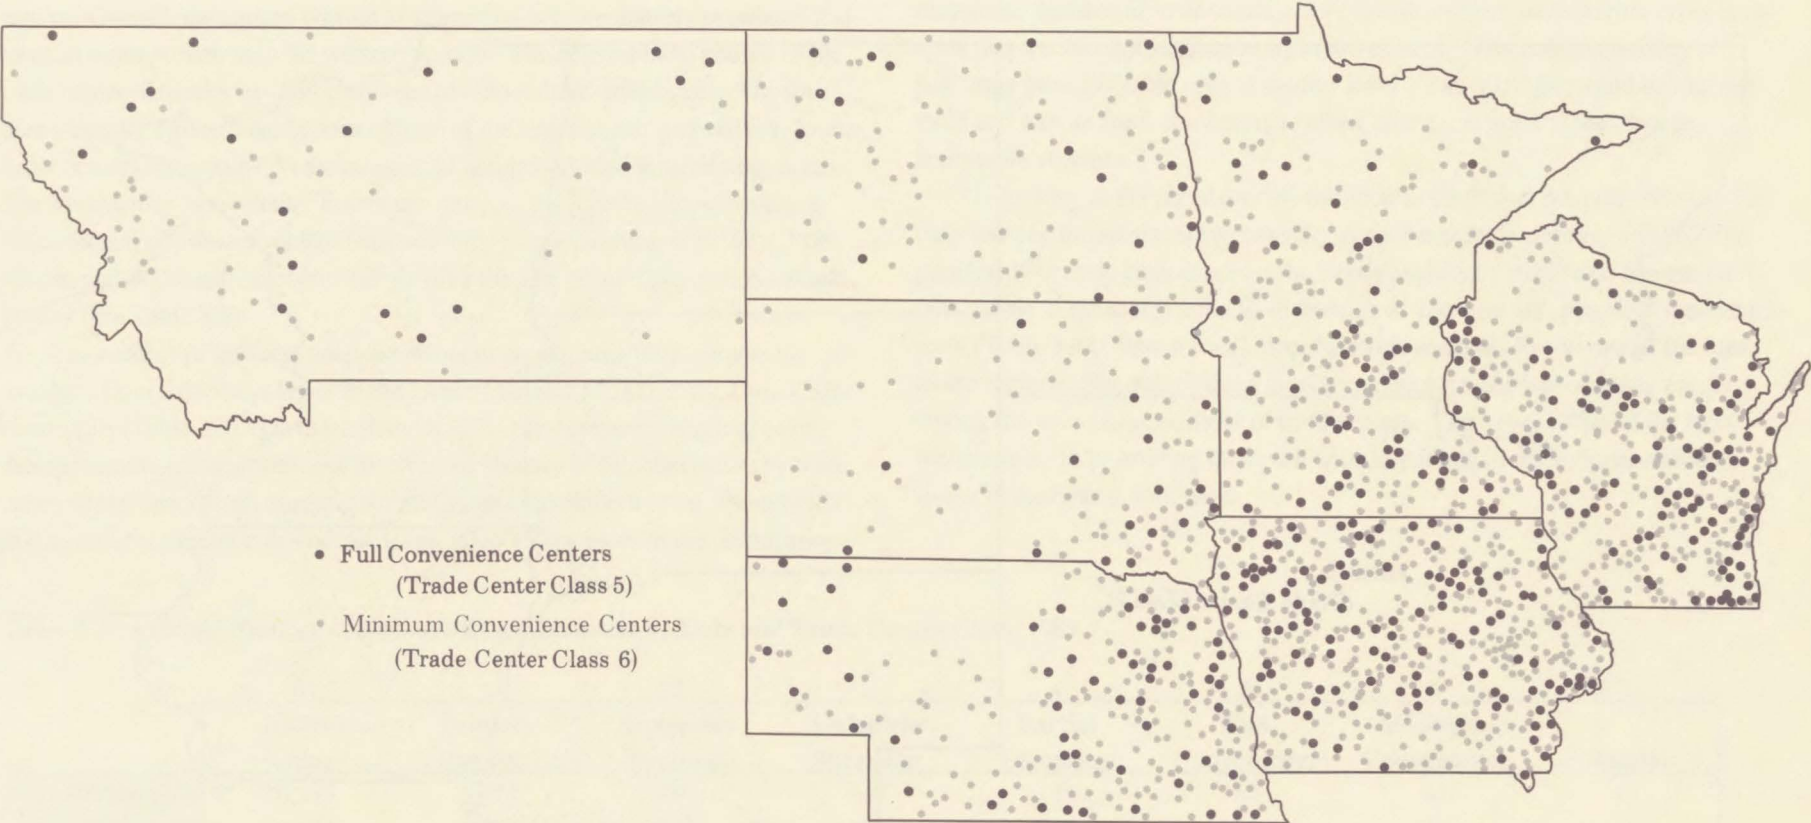 Full Convenience Centers
(Trade Center Class 5)
Minimum Convenience Centers
(Trade Center Class 6)